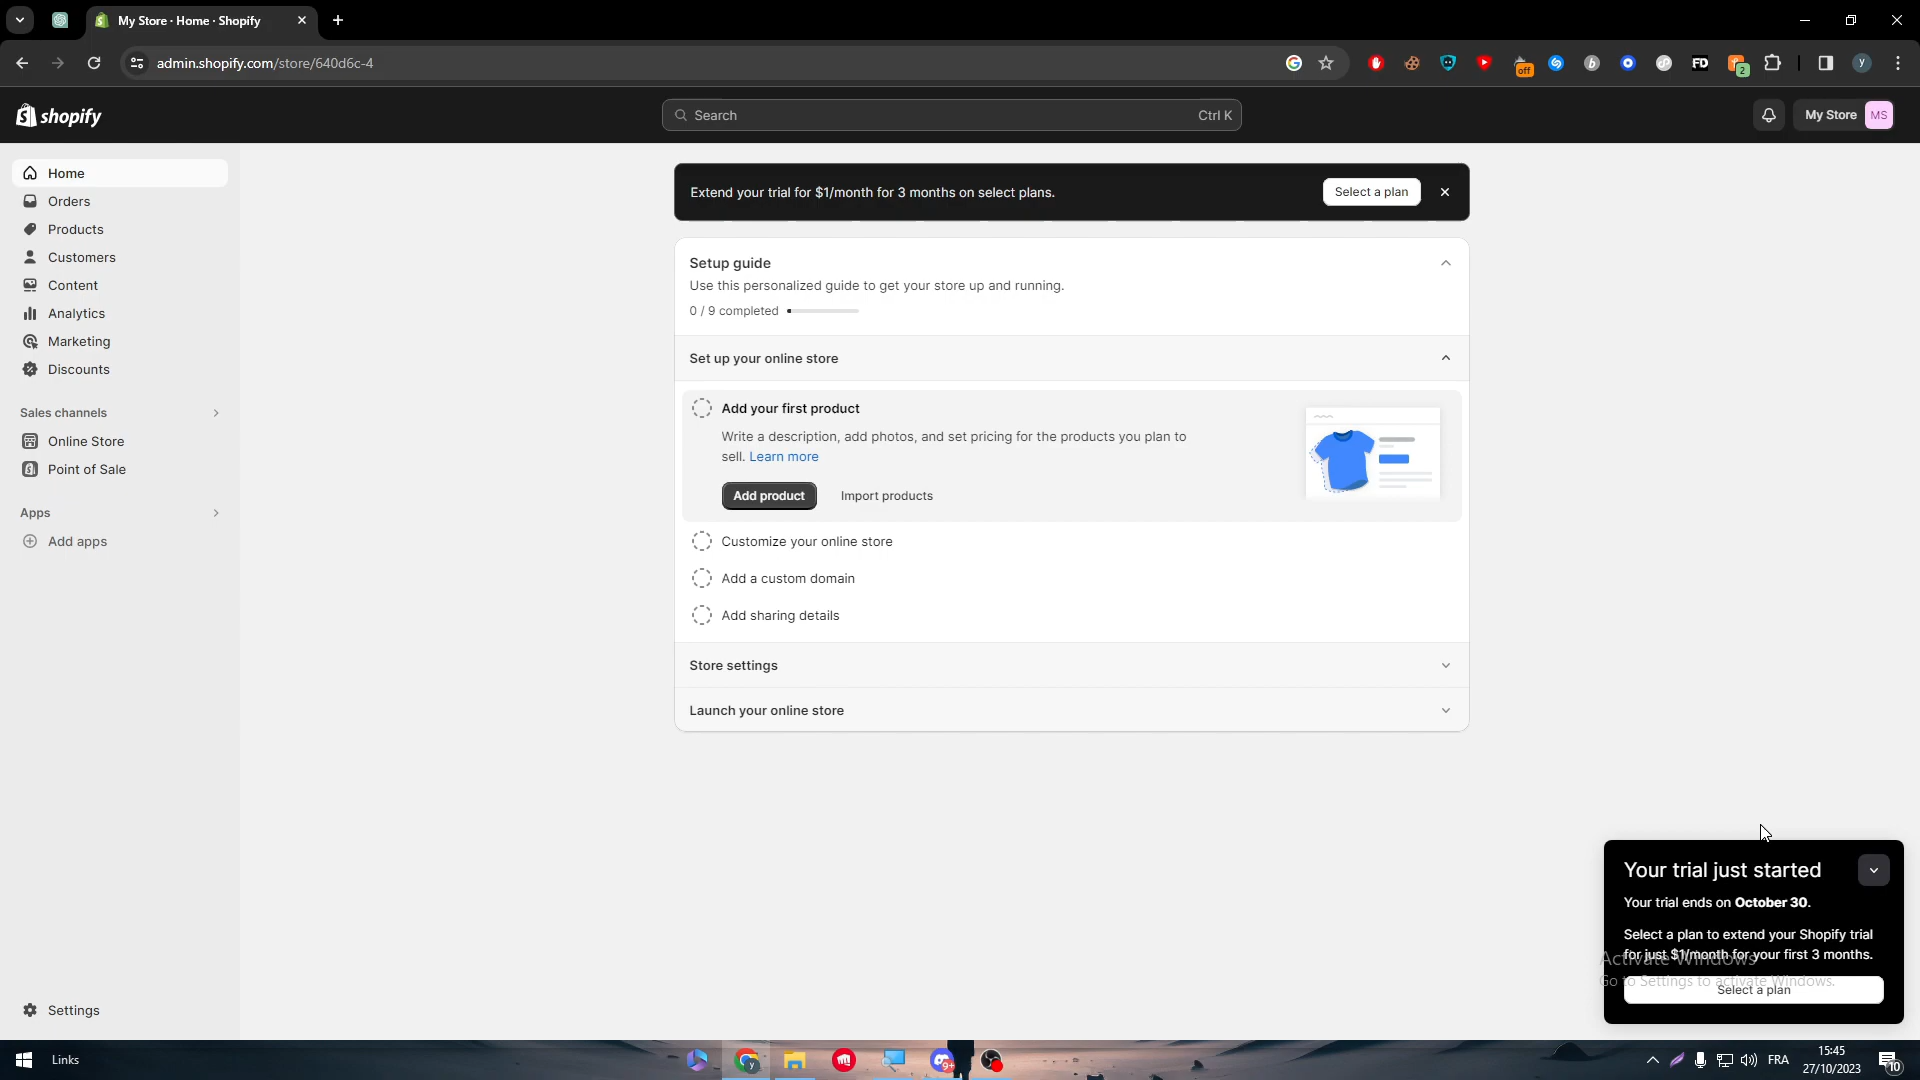 My Store · Home · Shopify
admin.shopify.com/store/640d6c-4
off
b
FD
2
y
shopify
Search
Ctrl K
My Store
MS
Home
Orders
Products
Customers
Content
Analytics
Marketing
Discounts
Sales channels
Online Store
Point of Sale
Apps
Add apps
Settings
Extend your trial for $1/month for 3 months on select plans.
Select a plan
Setup guide
Use this personalized guide to get your store up and running.
0 / 9 completed
Set up your online store
Add your first product
Write a description, add photos, and set pricing for the products you plan to
sell. Learn more
Add product
Import products
Customize your online store
Add a custom domain
Add sharing details
Store settings
Launch your online store
Your trial just started
Your trial ends on October 30.
Select a plan to extend your Shopify trial
for just $1/month for your first 3 months.
Select a plan
Activate Windows
Go to Settings to activate Windows.
Links
y
9+
FRA
15:45
27/10/2023
10